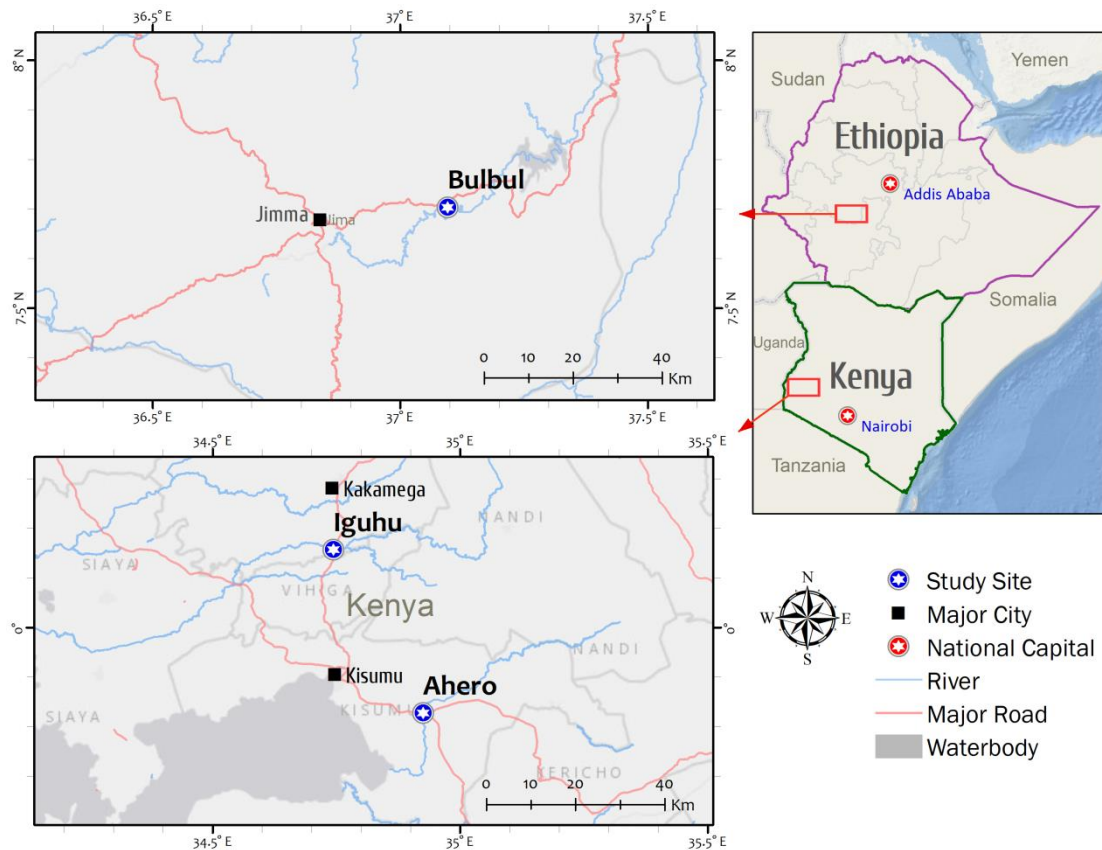 36.5° E
37°
37.5° E
8° N
8° N
Bulbul
Jimma
Jima
7.5° N
7.5° N
0 10 20 40
Km
36.5° E
37°
37.5° E
34.5° E
35°
35.5° E
Kakamega
Iguhu
NANDI
SIAYA
VIHIGA
Kenya
0°
0°
NANDI
Kisumu
Ahero
SIAYA
KISUMU
KERICHO
0 10 20 40
Km
34.5° E
35°
35.5° E
Sudan
Yemen
Ethiopia
Addis Ababa
Somalia
Uganda
Kenya
Nairobi
Tanzania
N
W E
S
Study Site
Major City
National Capital
River
Major Road
Waterbody